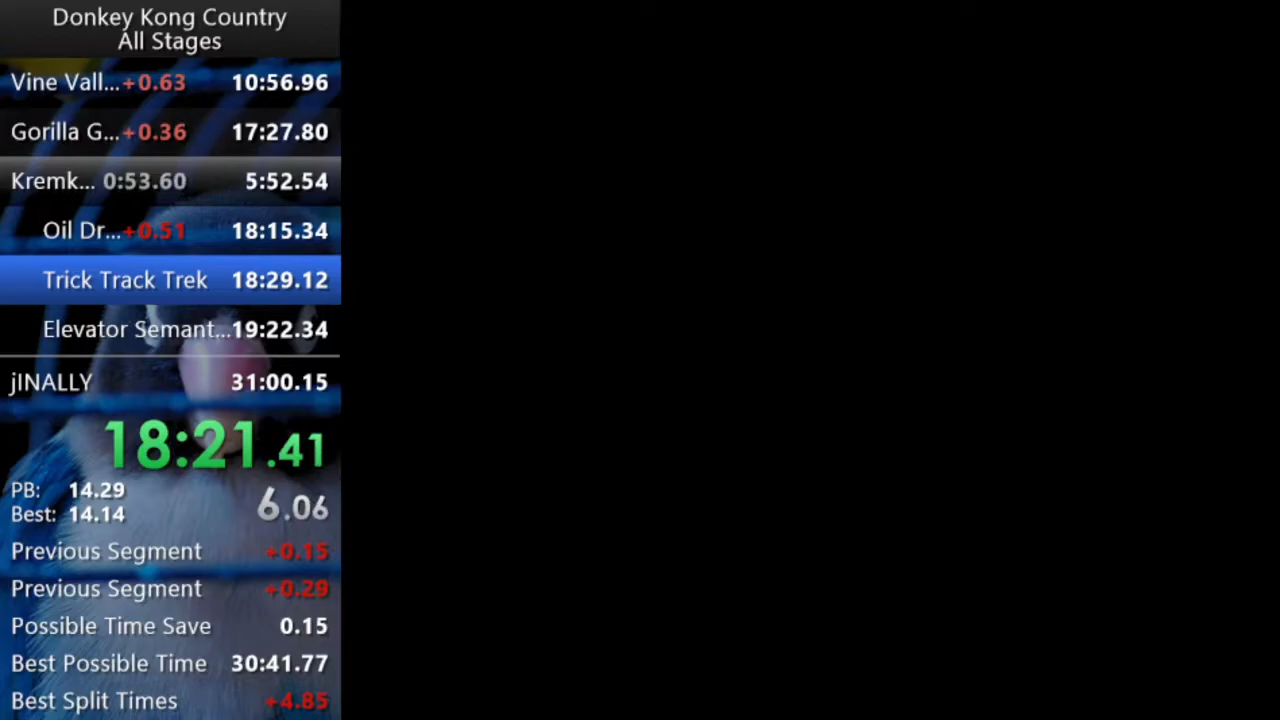 Donkey Kong Country
All Stages
Vine Vall... +0.63 10:56.96
Gorilla G... +0.36 17:27.80
Kremk... 0:53.60 5:52.54
Oil Dr... +0.51 18:15.34
Trick Track Trek 18:29.12
Elevator Semant... 19:22.34
jINALLY 31:00.15
18:21.41
PB: 14.29
Best: 14.14
6.06
Previous Segment +0.15
Previous Segment +0.29
Possible Time Save 0.15
Best Possible Time 30:41.77
Best Split Times +4.85